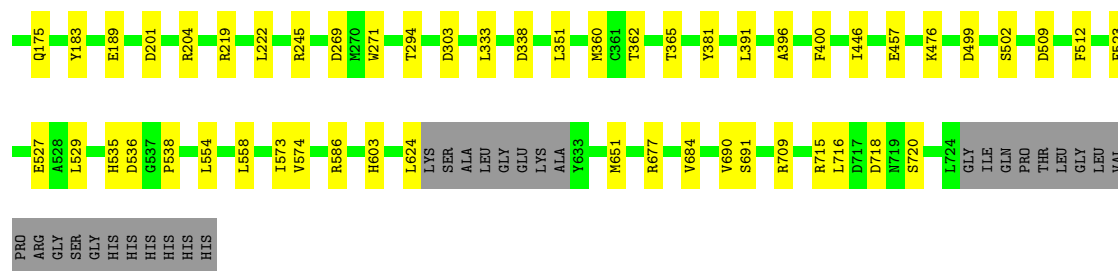 Q175 Y183 E189 D201 R204 R219 L222 R245 D269 M270 W271 T294 D303 L333 D338 L351 M360 C361 T362 T365 Y381 L391 A396 F400 I446 E457 K476 D499 S502 D509 F512
E527 A528 L529 H535 D536 G537 P538 L554 L558 I573 V574 R586 H603 L624 LYS SER ALA LEU GLY GLU LYS ALA Y633 M651 R677 V684 V690 S691 R709 R715 L716 D717 D718 N719 S720 L724 GLY ILE GLN PRO THR LEU GLY LEU VAL
PRO ARG GLY SER GLY HIS HIS HIS HIS HIS HIS